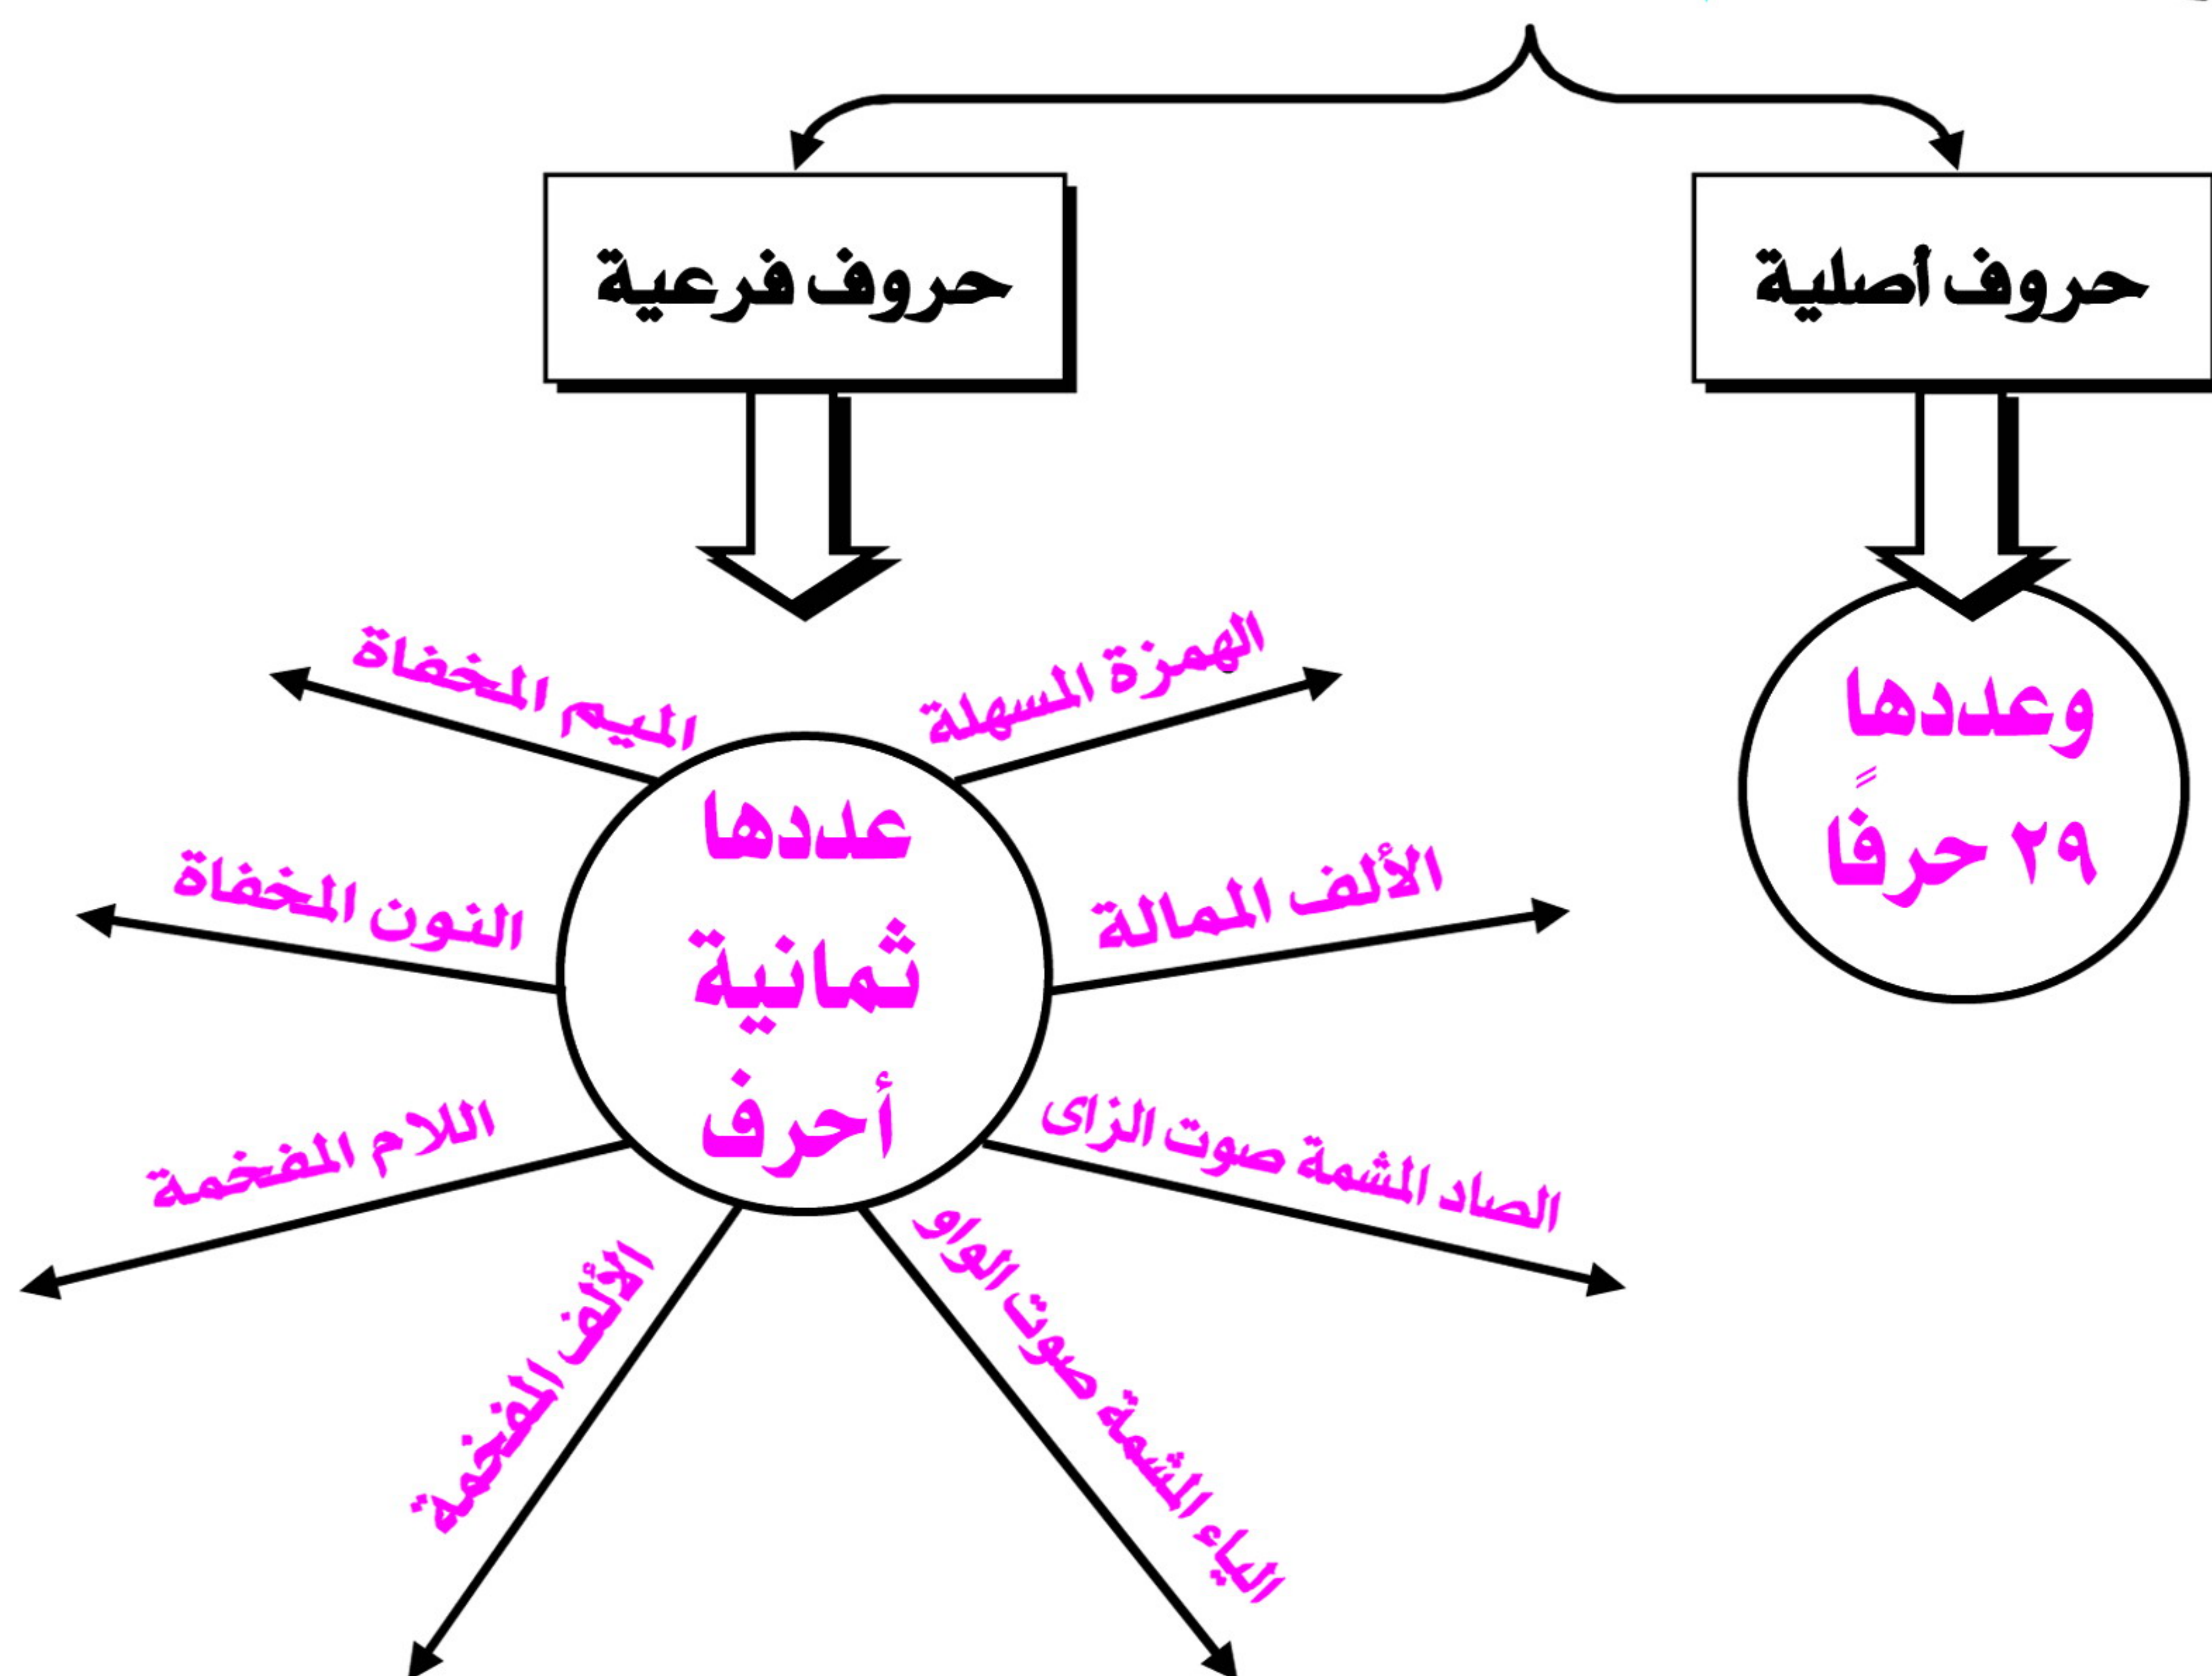 حروف أصلية
حروف فرعية
وعددها
٢٩ حرفًا
عددها
ثمانية
أحرف
الهمزة المسهلة
الألف الممالة
الصاد المشمة صوت الزاى
الياء المشمة صوت الواو
الألف المفخمة
اللام المفخمة
النون المخفاة
الميم المخفاة